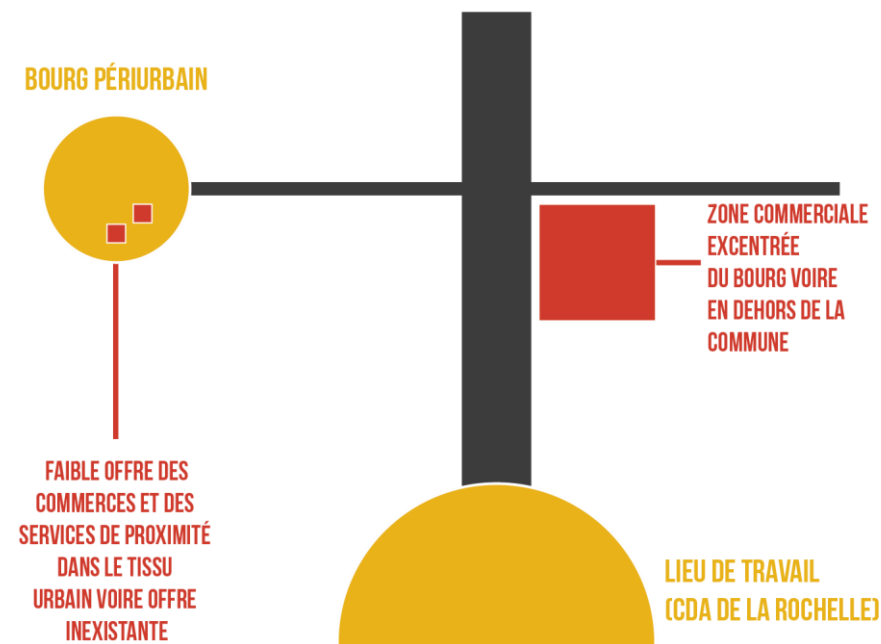 BOURG PÉRIURBAIN
ZONE COMMERCIALE
EXCENTRÉE
DU BOURG VOIRE
EN DEHORS DE LA
COMMUNE
FAIBLE OFFRE DES
COMMERCES ET DES
SERVICES DE PROXIMITÉ
DANS LE TISSU
URBAIN VOIRE OFFRE
INEXISTANTE
LIEU DE TRAVAIL
(CDA DE LA ROCHELLE)